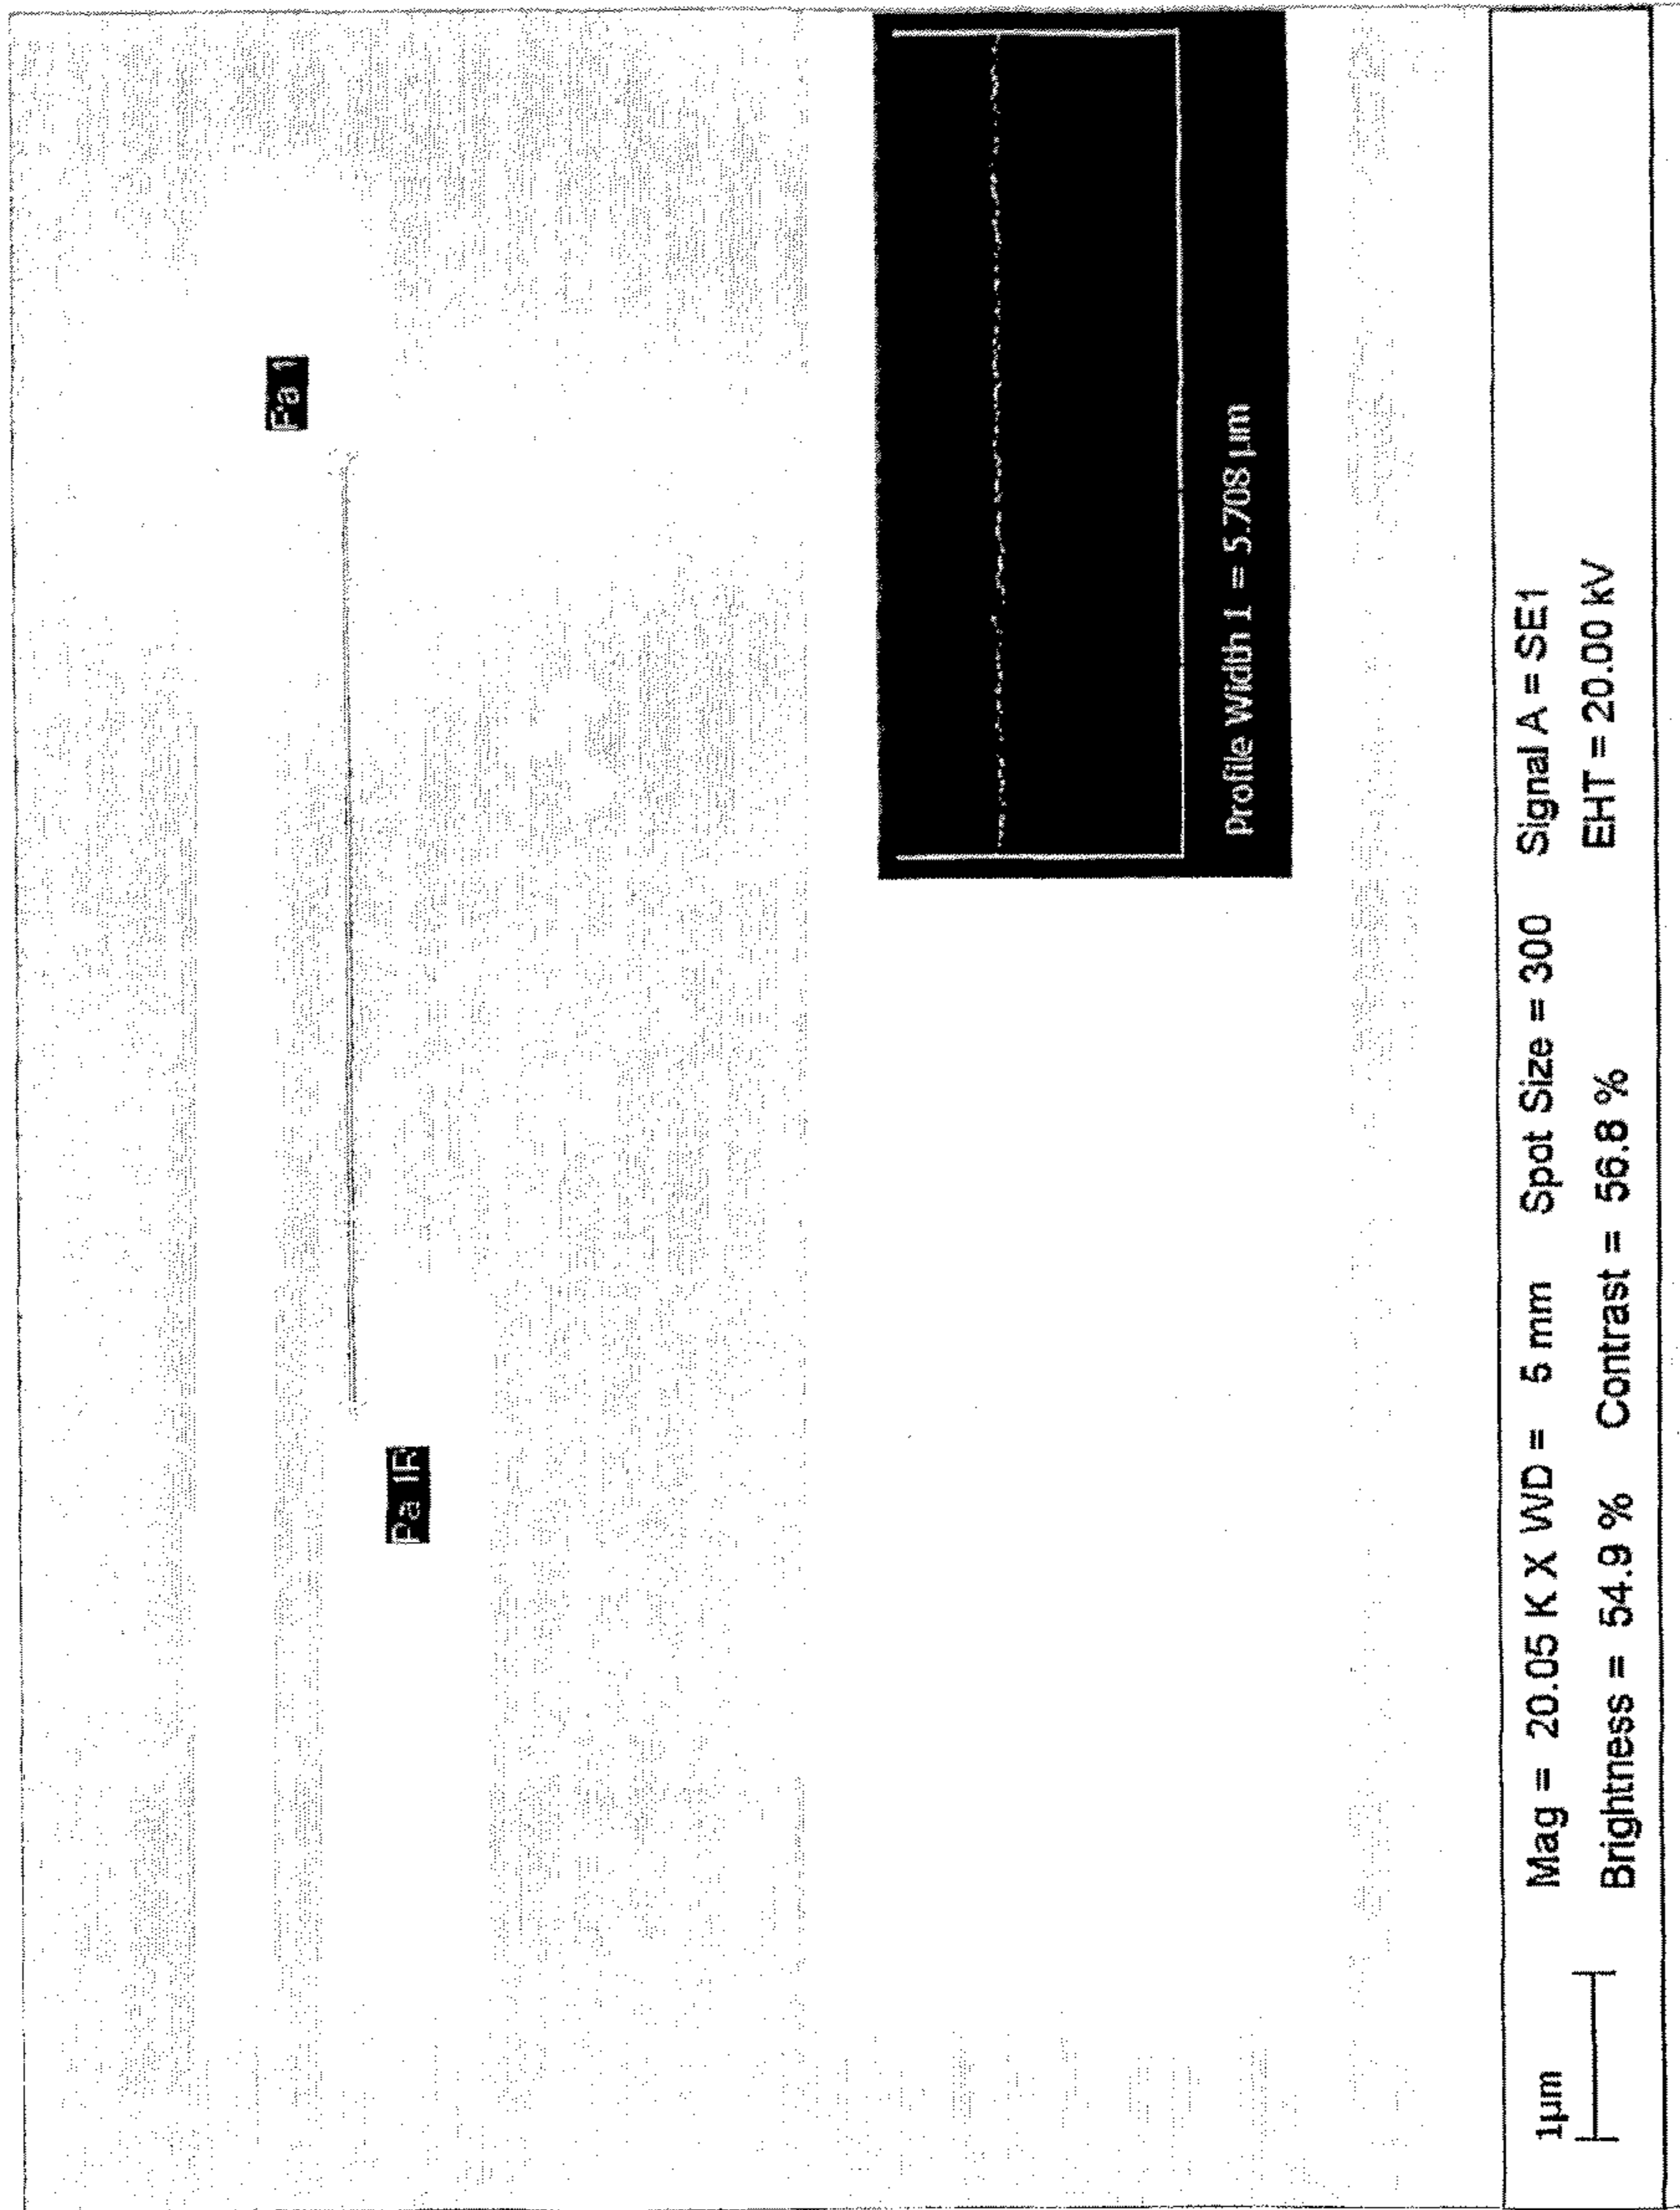 Pa 1R
Pa 1
Profile Width 1 = 5.708 µm
1µm
Mag = 20.05 K X WD = 5 mm Spot Size = 300 Signal A = SE1
Brightness = 54.9 % Contrast = 56.8 % EHT = 20.00 kV